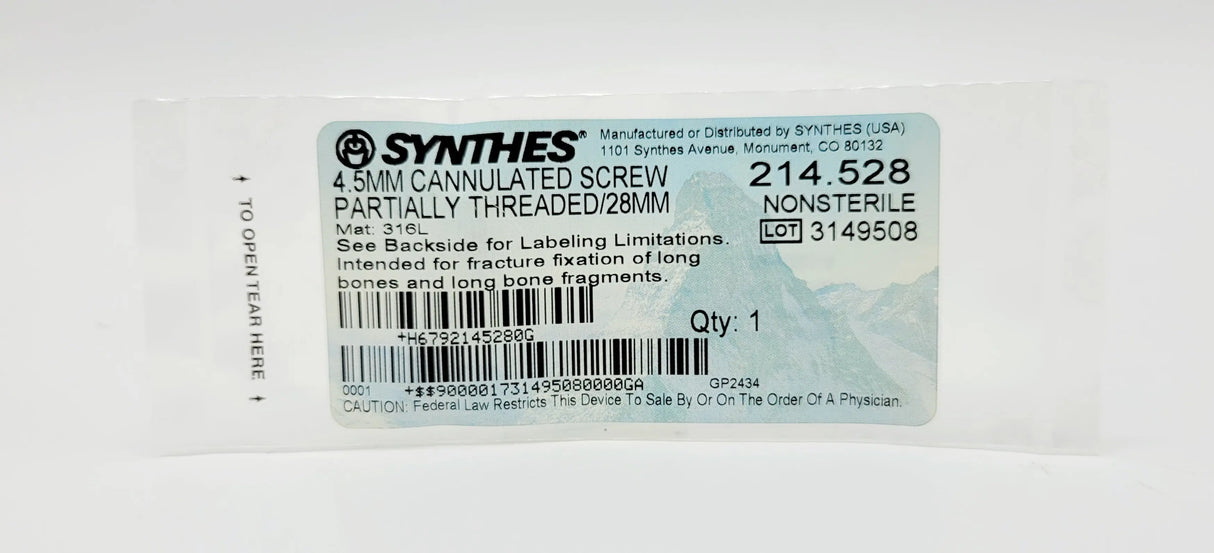 SYNTHES®
Manufactured or Distributed by SYNTHES (USA)
1101 Synthes Avenue, Monument, CO 80132
4.5MM CANNULATED SCREW
PARTIALLY THREADED/28MM
214.528
NONSTERILE
LOT 3149508
Mat: 316L
See Backside for Labeling Limitations.
Intended for fracture fixation of long
bones and long bone fragments.
+H6792145280G
Qty: 1
0001 +$$9000017314950800000GA GP2434
CAUTION: Federal Law Restricts This Device To Sale By Or On The Order Of A Physician.
TO OPEN TEAR HERE